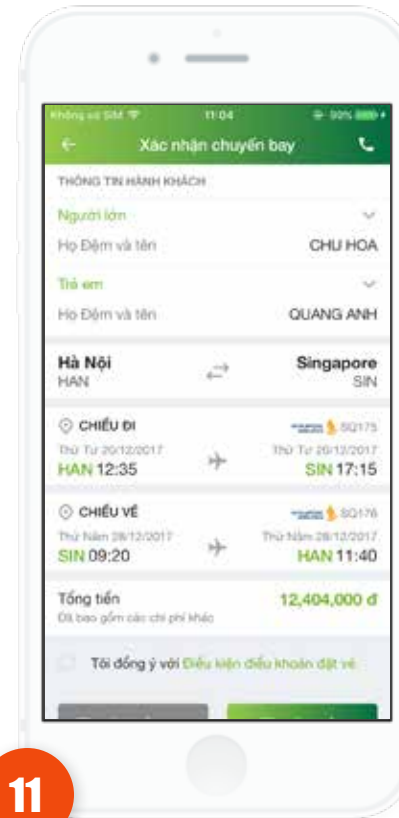 Không có SIM 11:04 99%
Xác nhận chuyến bay
THÔNG TIN HÀNH KHÁCH
Người lớn
Họ Đệm và tên CHU HOA
Trẻ em
Họ Đệm và tên QUANG ANH
Hà Nội Singapore
HAN SIN
CHIỀU ĐI SQ175
Thứ Tư 20/12/2017 Thứ Tư 20/12/2017
HAN 12:35 SIN 17:15
CHIỀU VỀ SQ176
Thứ Năm 28/12/2017 Thứ Năm 28/12/2017
SIN 09:20 HAN 11:40
Tổng tiền 12,404,000 đ
Đã bao gồm các chi phí khác
Tôi đồng ý với Điều kiện điều khoản đặt vé
11